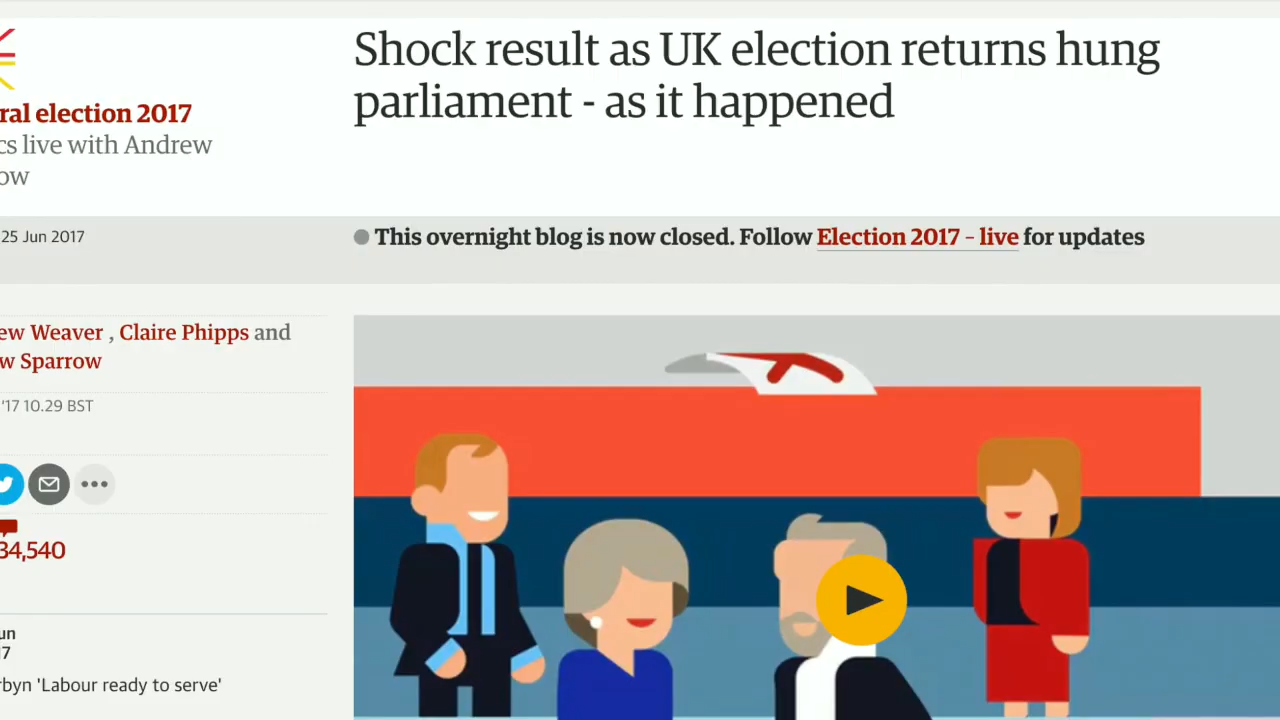 Shock result as UK election returns hung
parliament - as it happened
ral election 2017
cs live with Andrew
ow
25 Jun 2017
This overnight blog is now closed. Follow Election 2017 – live for updates
ew Weaver , Claire Phipps and
w Sparrow
'17 10.29 BST
34,540
un
7
rbyn 'Labour ready to serve'